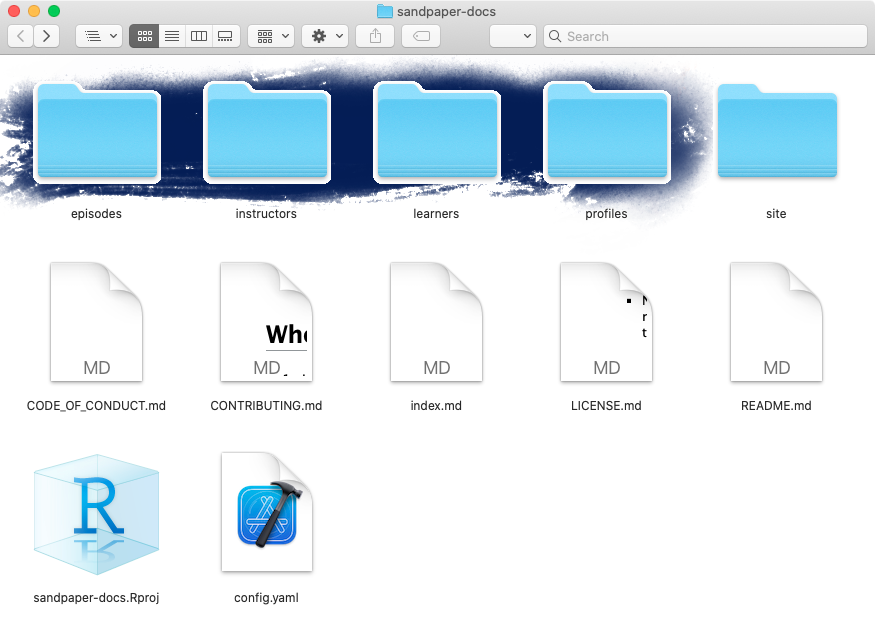 sandpaper-docs
Search
episodes
instructors
learners
profiles
site
Who
MD
MD
MD
N
r
t
MD
MD
CODE_OF_CONDUCT.md
CONTRIBUTING.md
index.md
LICENSE.md
README.md
R
sandpaper-docs.Rproj
config.yaml